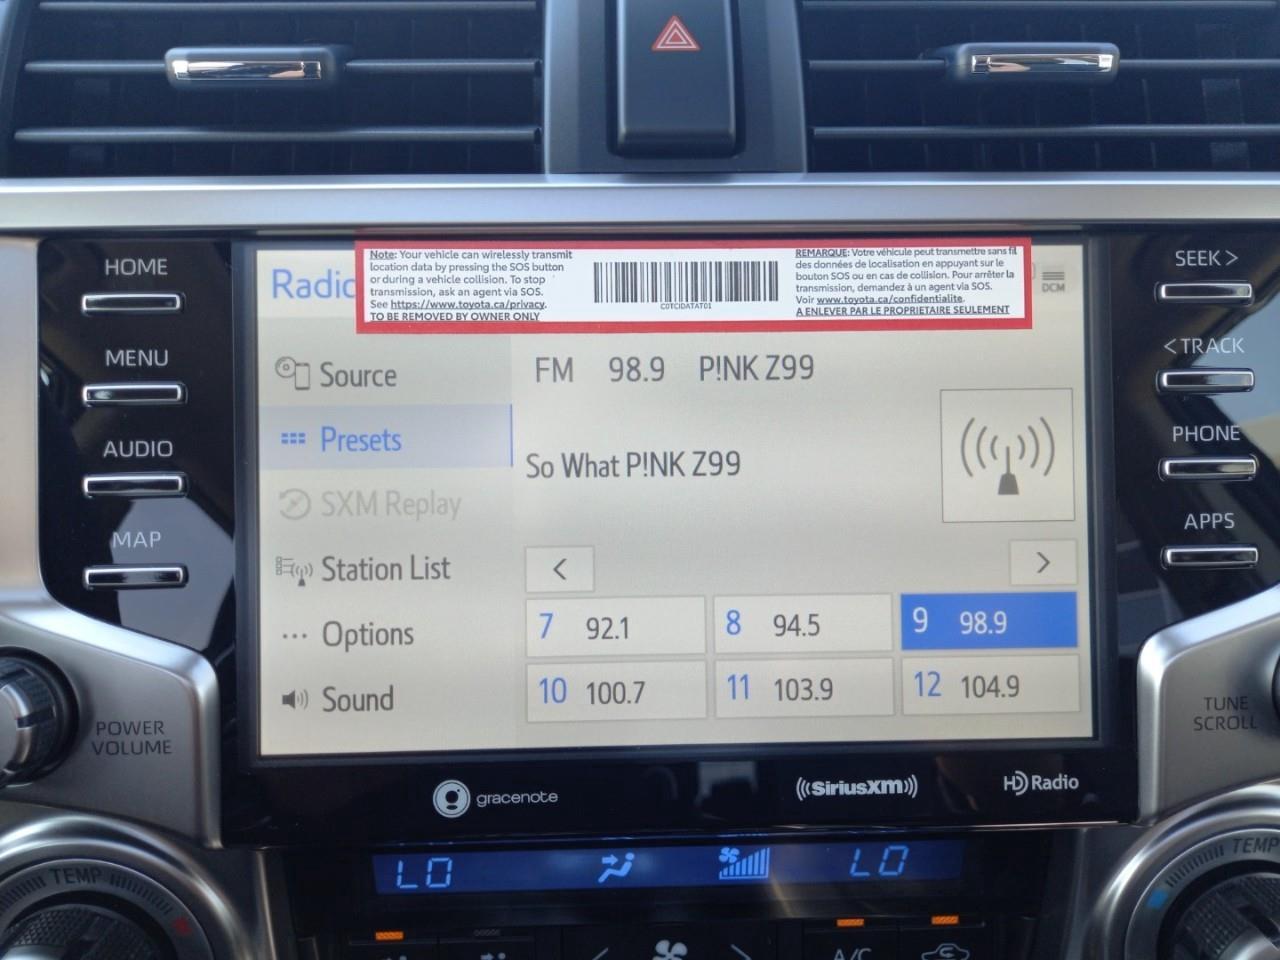 HOME
MENU
AUDIO
MAP
POWER
VOLUME
Radio
Note: Your vehicle can wirelessly transmit
location data by pressing the SOS button
or during a vehicle collision. To stop
transmission, ask an agent via SOS.
See https://www.toyota.ca/privacy.
TO BE REMOVED BY OWNER ONLY
C0TCIDATAT01
REMARQUE: Votre véhicule peut transmettre sans fil
des données de localisation en appuyant sur le
bouton SOS ou en cas de collision. Pour arrêter la
transmission, demandez à un agent via SOS.
Voir www.toyota.ca/confidentialite.
A ENLEVER PAR LE PROPRIETAIRE SEULEMENT
DCM
Source
Presets
SXM Replay
Station List
Options
Sound
FM 98.9 P!NK Z99
So What P!NK Z99
< >
7 92.1 8 94.5 9 98.9
10 100.7 11 103.9 12 104.9
SEEK >
< TRACK
PHONE
APPS
TUNE
SCROLL
gracenote
SiriusXM
HD Radio
LO LO
TEMP
TEMP
A/C